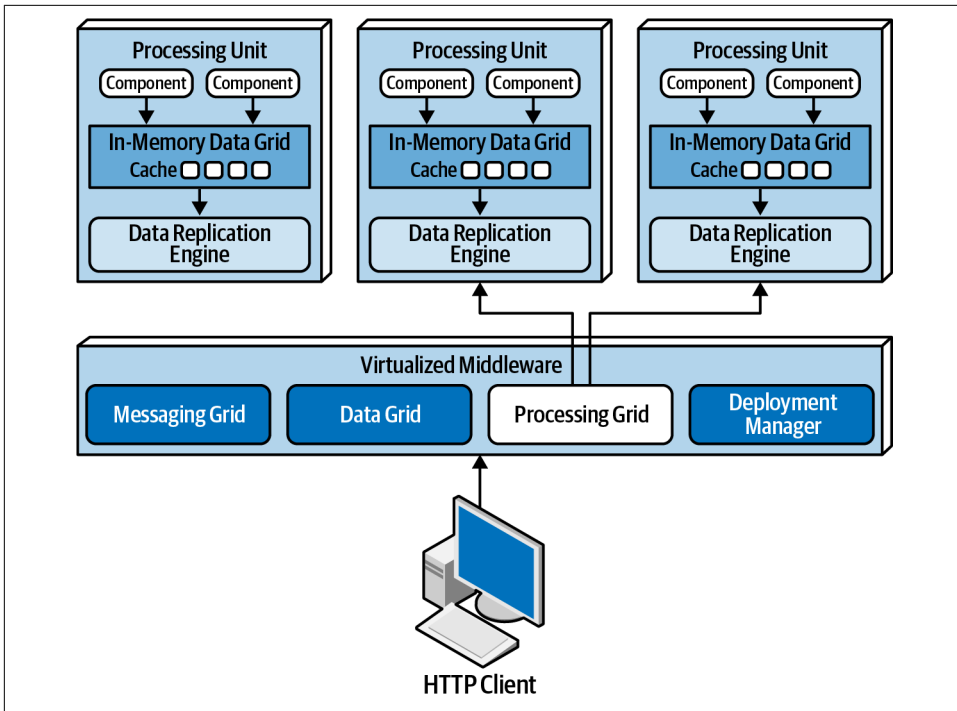 Processing Unit
Component Component
In-Memory Data Grid
Cache
Data Replication
Engine
Processing Unit
Component Component
In-Memory Data Grid
Cache
Data Replication
Engine
Processing Unit
Component Component
In-Memory Data Grid
Cache
Data Replication
Engine
Virtualized Middleware
Messaging Grid
Data Grid
Processing Grid
Deployment
Manager
HTTP Client